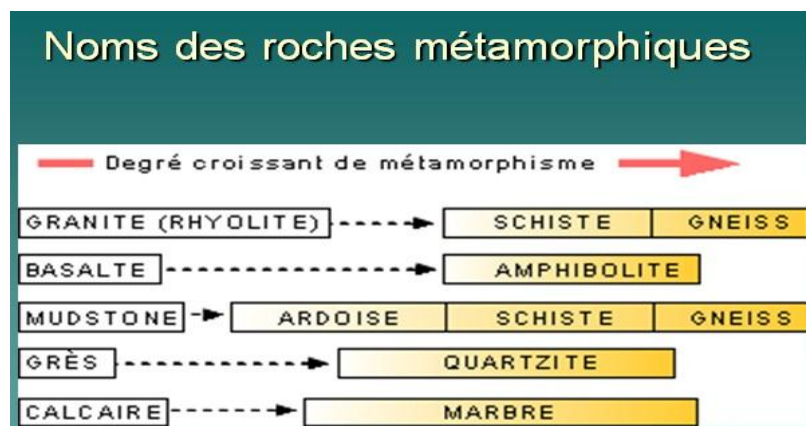 Noms des roches métamorphiques
Degré croissant de métamorphisme
GRANITE (RHYOLITE) SCHISTE GNEISS
BASALTE AMPHIBOLITE
MUDSTONE ARDOISE SCHISTE GNEISS
GRÈS QUARTZITE
CALCAIRE MARBRE